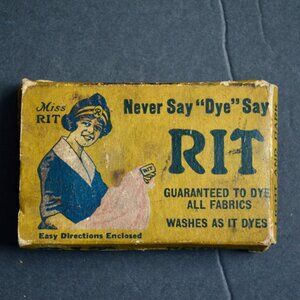 Miss
RIT
Never Say "Dye" Say
RIT
GUARANTEED TO DYE
ALL FABRICS
WASHES AS IT DYES
Easy Directions Enclosed
RIT